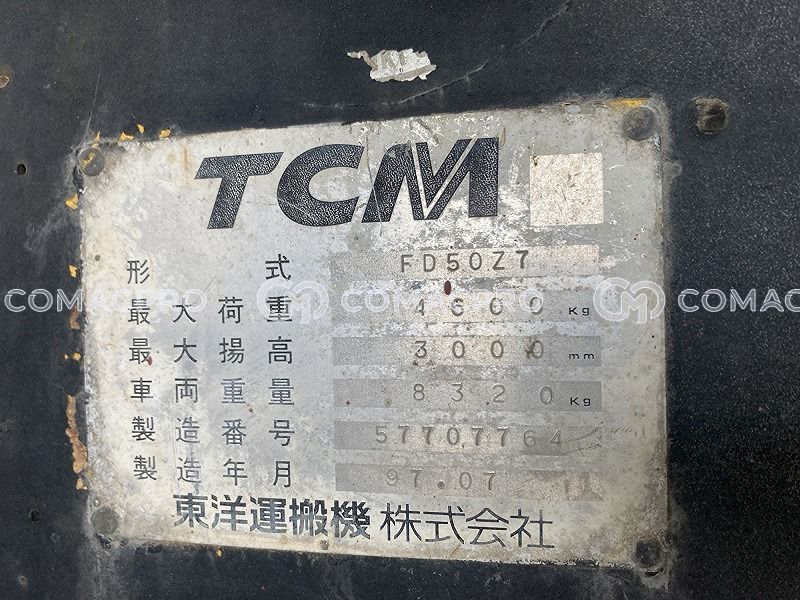 TCM
形式 FD50Z7
最大荷重 4600 Kg
最大揚高 3000 mm
車両重量 8320 Kg
製造番号 57707764
製造年月 97.07
東洋運搬機株式会社